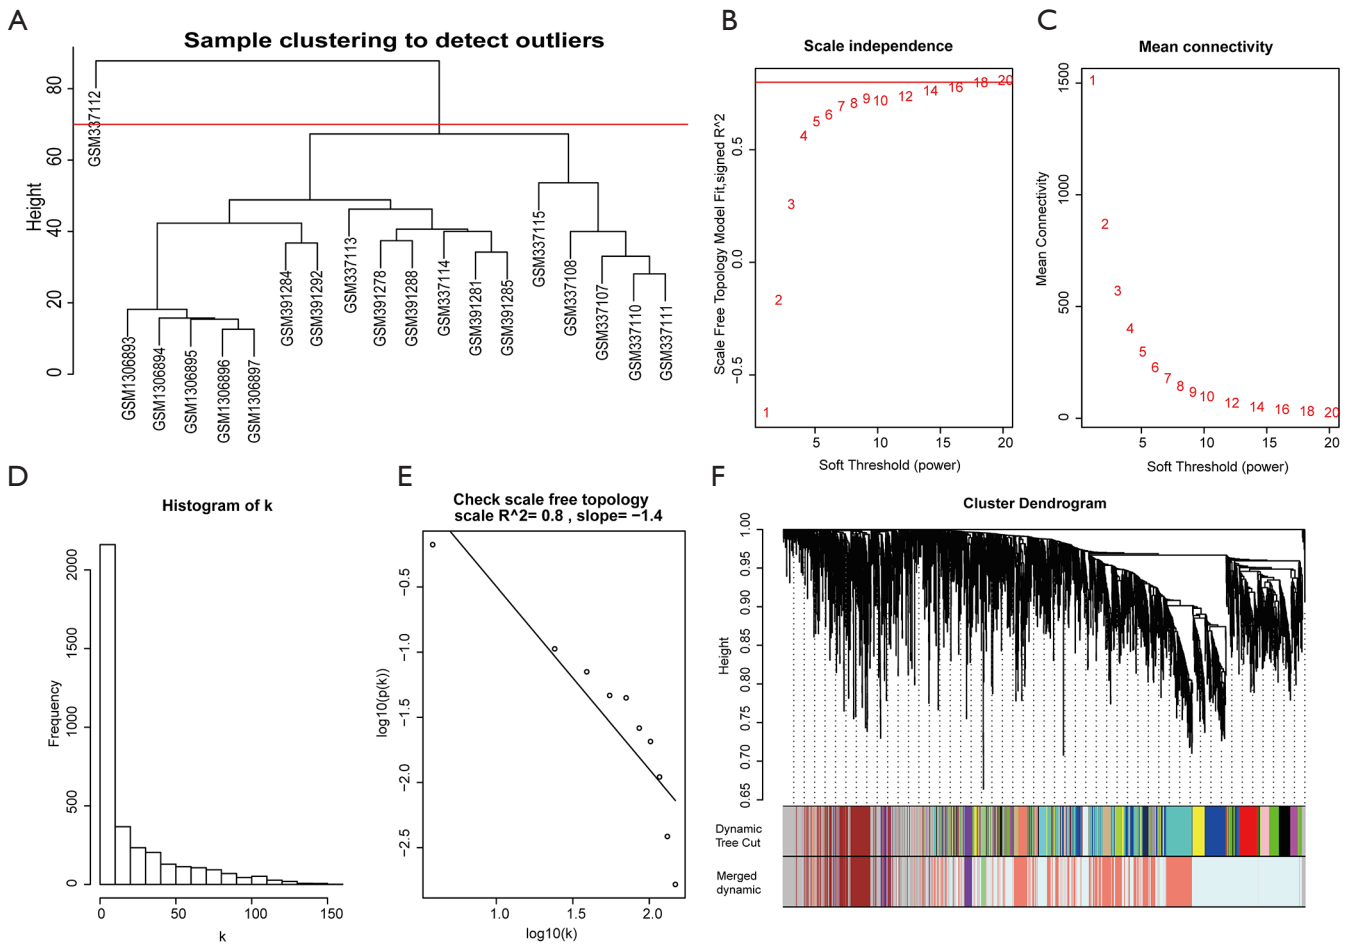 A
Sample clustering to detect outliers
Height
0
20
40
60
80
GSM337112
GSM1306893
GSM1306894
GSM1306895
GSM1306896
GSM1306897
GSM391284
GSM391292
GSM337113
GSM391278
GSM391288
GSM337114
GSM391281
GSM391285
GSM337115
GSM337108
GSM337107
GSM337110
GSM337111
B
Scale independence
Scale Free Topology Model Fit,signed R^2
−0.5
0.0
0.5
1
2
3
4
5
6
7
8
9
10
12
14
16
18
20
5
10
15
20
Soft Threshold (power)
C
Mean connectivity
Mean Connectivity
0
500
1000
1500
1
2
3
4
5
6
7
8
9
10
12
14
16
18
20
5
10
15
20
Soft Threshold (power)
D
Histogram of k
Frequency
0
500
1000
1500
2000
0
50
100
150
k
E
Check scale free topology
scale R^2= 0.8 , slope= −1.4
log10(p(k))
−0.5
−1.0
−1.5
−2.0
−2.5
1.0
1.5
2.0
log10(k)
F
Cluster Dendrogram
Height
0.65
0.70
0.75
0.80
0.85
0.90
0.95
1.00
Dynamic
Tree Cut
Merged
dynamic